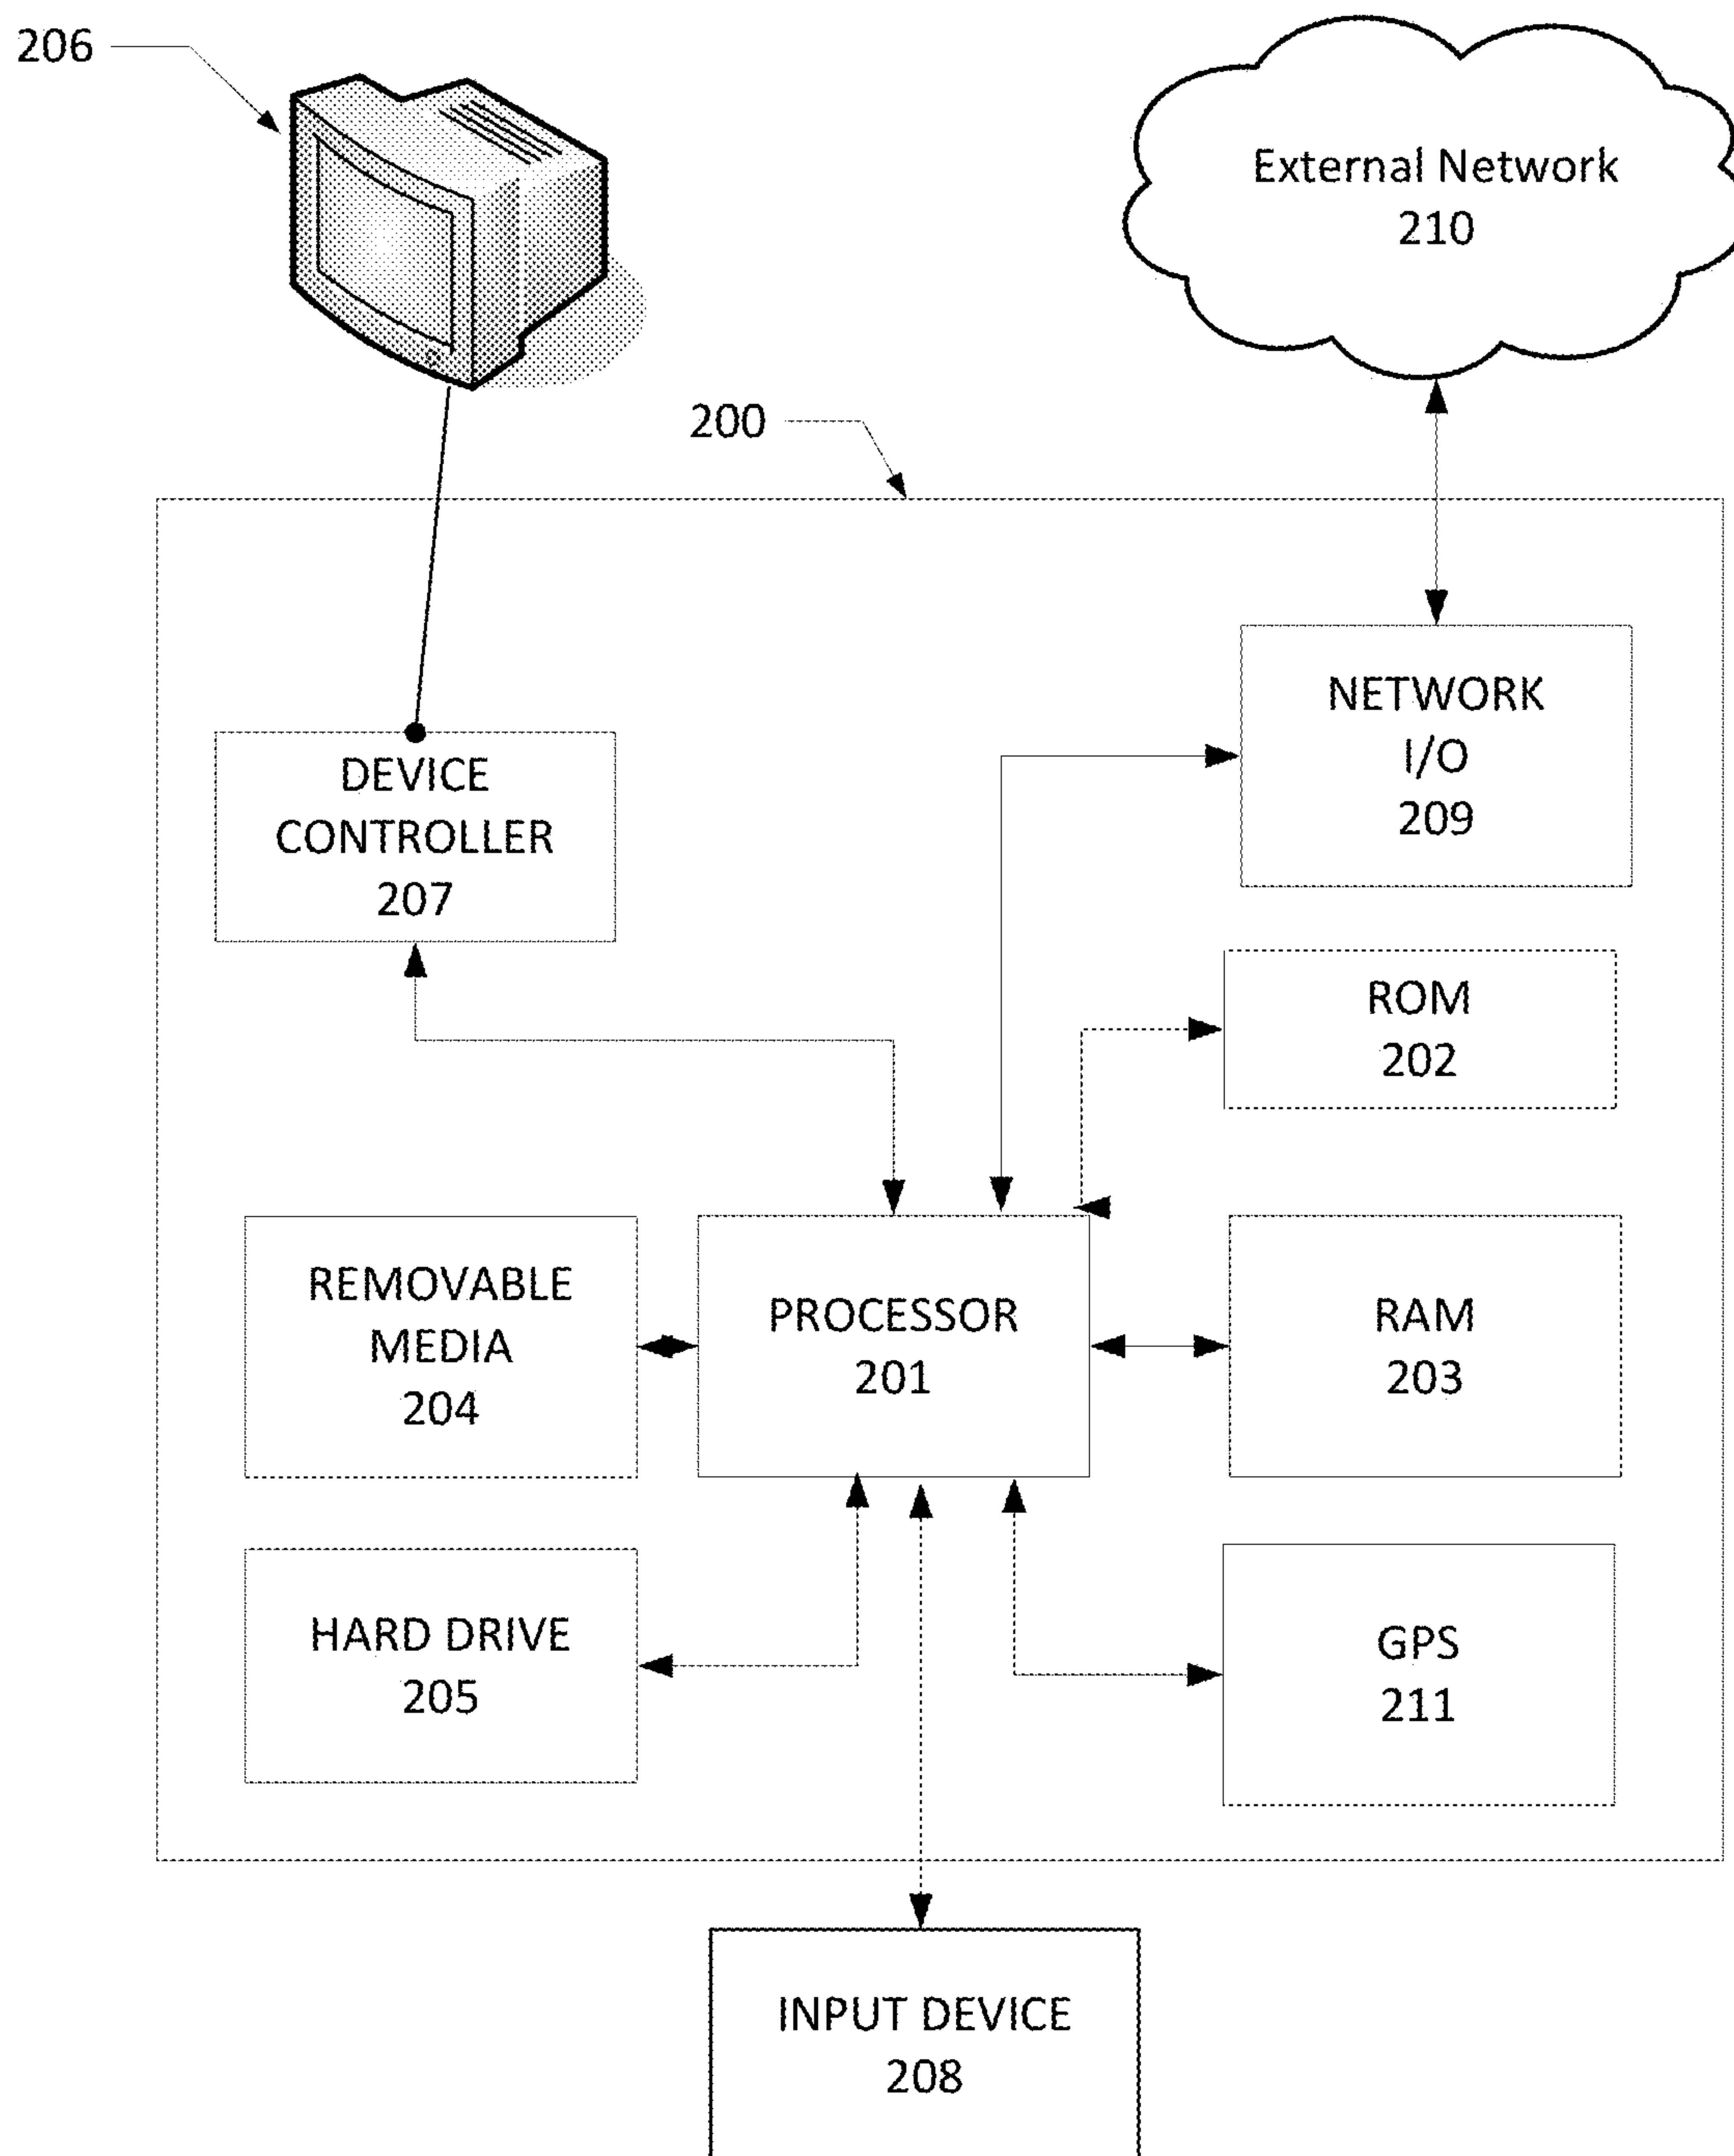 206
External Network
210
200
NETWORK
I/O
209
DEVICE
CONTROLLER
207
ROM
202
REMOVABLE
MEDIA
204
PROCESSOR
201
RAM
203
HARD DRIVE
205
GPS
211
INPUT DEVICE
208